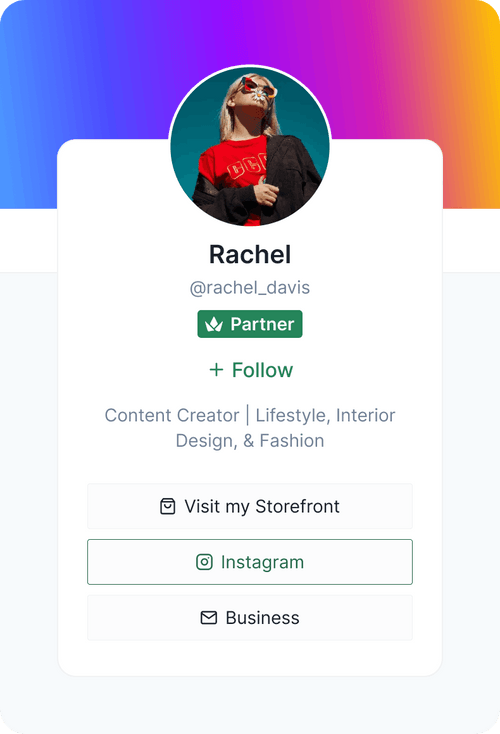 Rachel
@rachel_davis
Partner
+ Follow
Content Creator | Lifestyle, Interior
Design, & Fashion
Visit my Storefront
Instagram
Business